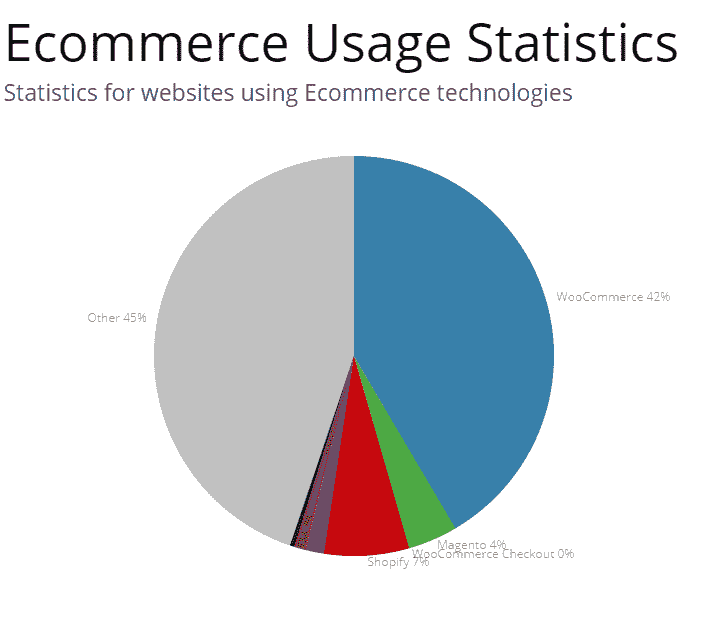 Ecommerce Usage Statistics
Statistics for websites using Ecommerce technologies
WooCommerce 42%
Other 45%
Magento 4%
WooCommerce Checkout 0%
Shopify 7%